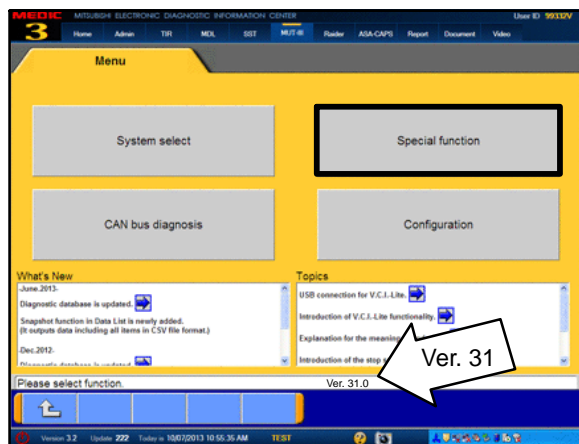 MEDIC
3
MITSUBISHI ELECTRONIC DIAGNOSTIC INFORMATION CENTER
User ID 99332V
Home Admin TIR MDL SST MUT-III Raider ASA-CAPS Report Document Video
Menu
System select
Special function
CAN bus diagnosis
Configuration
What's New
-June.2013-
Diagnostic database is updated.
Snapshot function in Data List is newly added.
(It outputs data including all items in CSV file format.)
-Dec.2012-
Diagnostic database is updated
Topics
USB connection for V.C.I.-Lite.
Introduction of V.C.I.-Lite functionality.
Explanation for the meaning
Introduction of the stop
Ver. 31
Please select function.
Ver. 31.0
Version 3.2 Update 222 Today is 10/07/2013 10:55:35 AM TEST